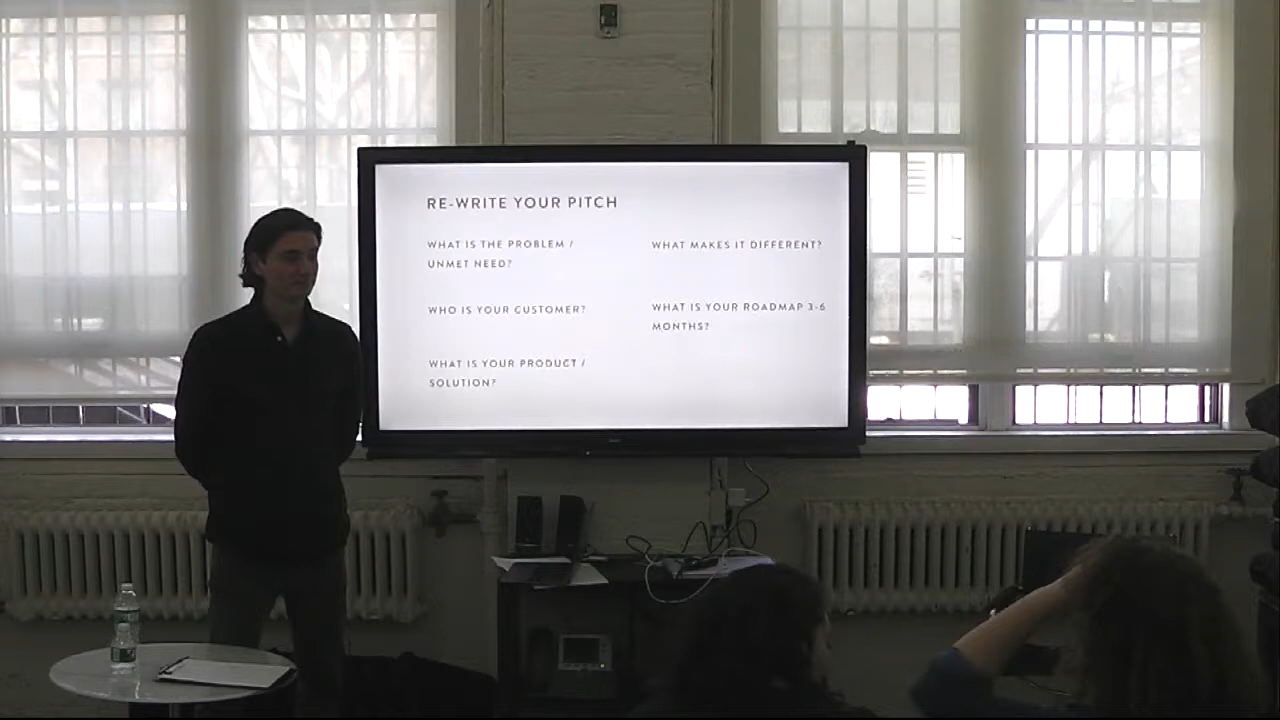 RE-WRITE YOUR PITCH
WHAT IS THE PROBLEM /
UNMET NEED?
WHO IS YOUR CUSTOMER?
WHAT IS YOUR PRODUCT /
SOLUTION?
WHAT MAKES IT DIFFERENT?
WHAT IS YOUR ROADMAP 3-6
MONTHS?